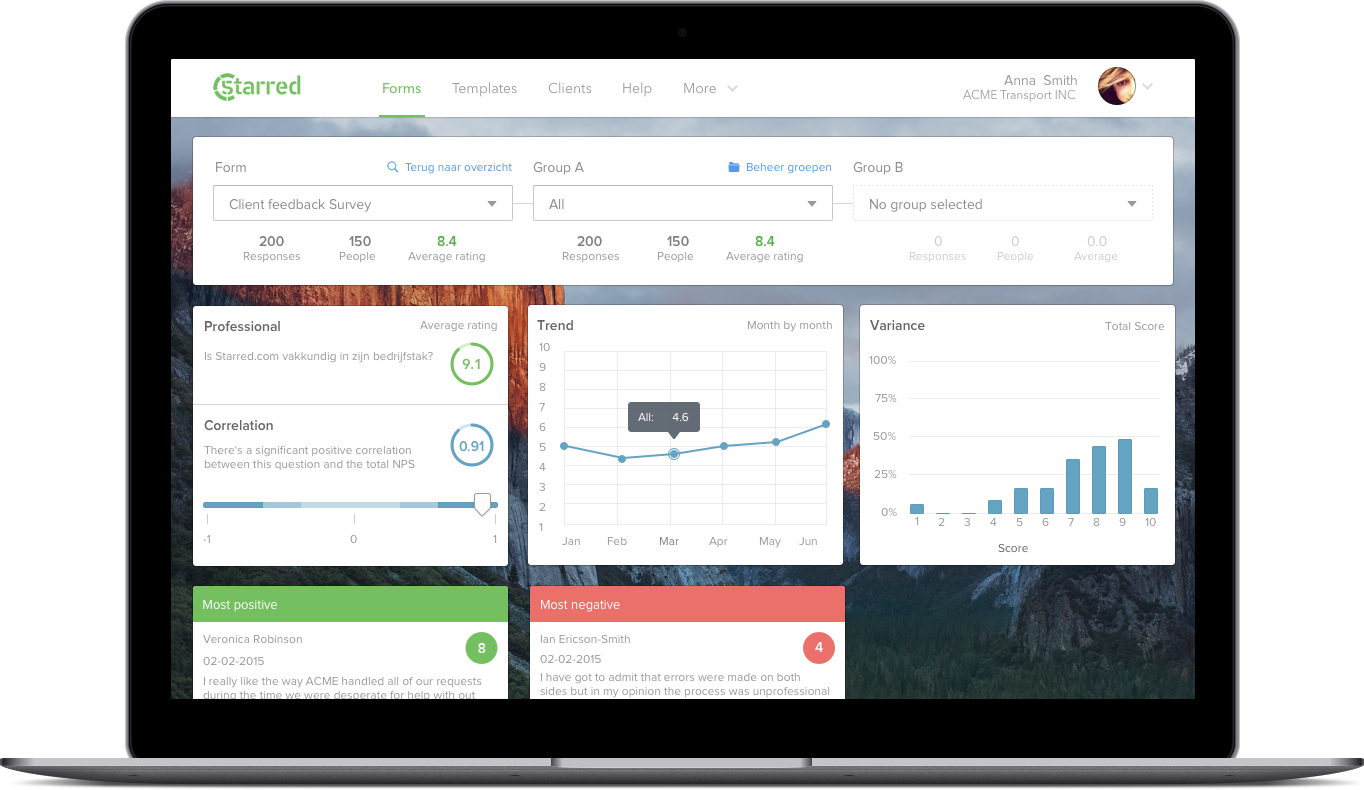 Starred
Forms
Templates
Clients
Help
More
Anna Smith
ACME Transport INC
Form
Terug naar overzicht
Client feedback Survey
200
Responses
150
People
8.4
Average rating
Group A
Beheer groepen
All
200
Responses
150
People
8.4
Average rating
Group B
No group selected
0
Responses
0
People
0.0
Average
Professional
Average rating
Is Starred.com vakkundig in zijn bedrijfstak?
9.1
Correlation
There's a significant positive correlation
between this question and the total NPS
0.91
-1
0
1
Trend
Month by month
10
9
8
7
6
5
4
3
2
1
All: 4.6
Jan
Feb
Mar
Apr
May
Jun
Variance
Total Score
100%
75%
50%
25%
0%
1
2
3
4
5
6
7
8
9
10
Score
Most positive
Veronica Robinson
02-02-2015
8
I really like the way ACME handled all of our requests
during the time we were desperate for help with out
Most negative
Ian Ericson-Smith
02-02-2015
4
I have got to admit that errors were made on both
sides but in my opinion the process was unprofessional